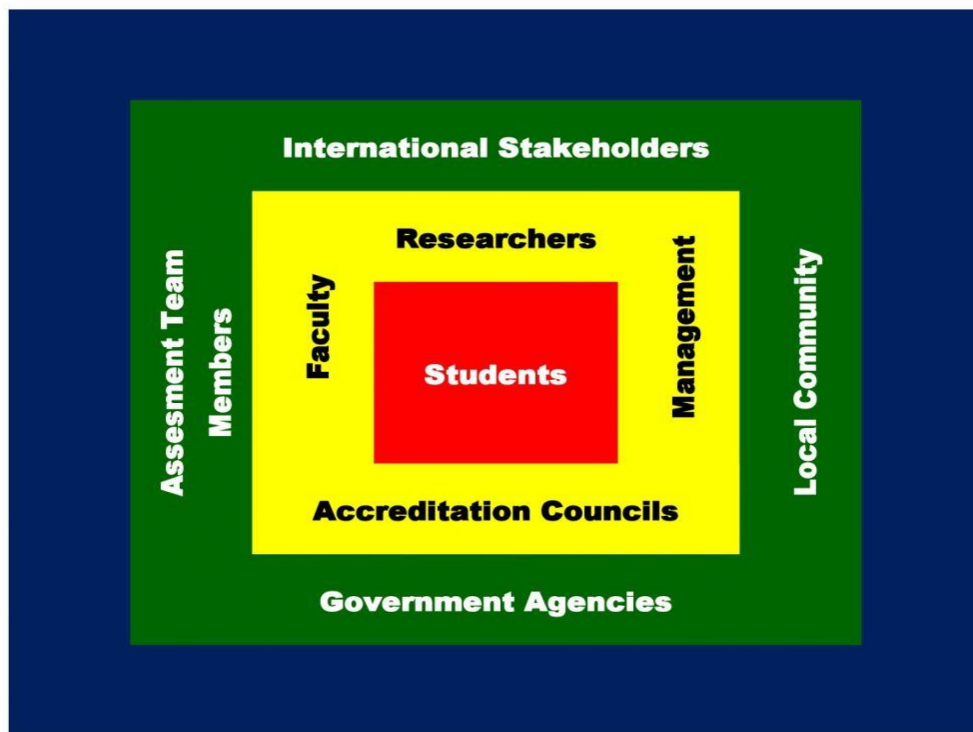 International Stakeholders
Researchers
Assesment Team
Members
Faculty
Students
Management
Local Community
Accreditation Councils
Government Agencies